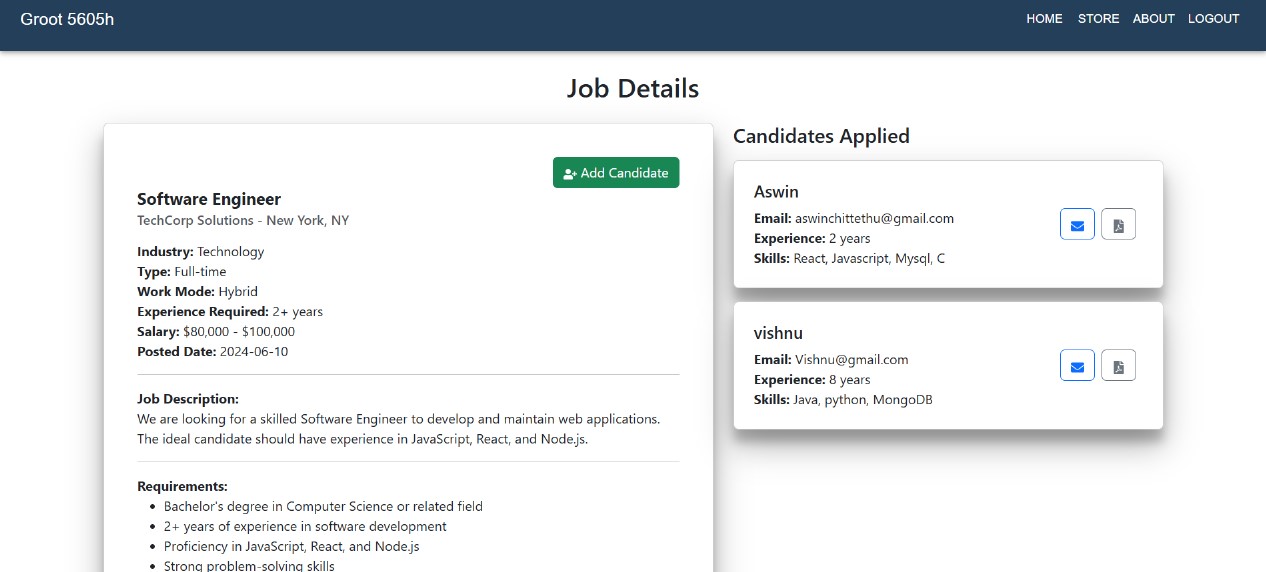 Groot 5605h
HOME STORE ABOUT LOGOUT
Job Details
Add Candidate
Software Engineer
TechCorp Solutions - New York, NY
Industry: Technology
Type: Full-time
Work Mode: Hybrid
Experience Required: 2+ years
Salary: $80,000 - $100,000
Posted Date: 2024-06-10
Job Description:
We are looking for a skilled Software Engineer to develop and maintain web applications.
The ideal candidate should have experience in JavaScript, React, and Node.js.
Requirements:
• Bachelor's degree in Computer Science or related field
• 2+ years of experience in software development
• Proficiency in JavaScript, React, and Node.js
• Strong problem-solving skills
Candidates Applied
Aswin
Email: aswinchittethu@gmail.com
Experience: 2 years
Skills: React, Javascript, Mysql, C
vishnu
Email: Vishnu@gmail.com
Experience: 8 years
Skills: Java, python, MongoDB